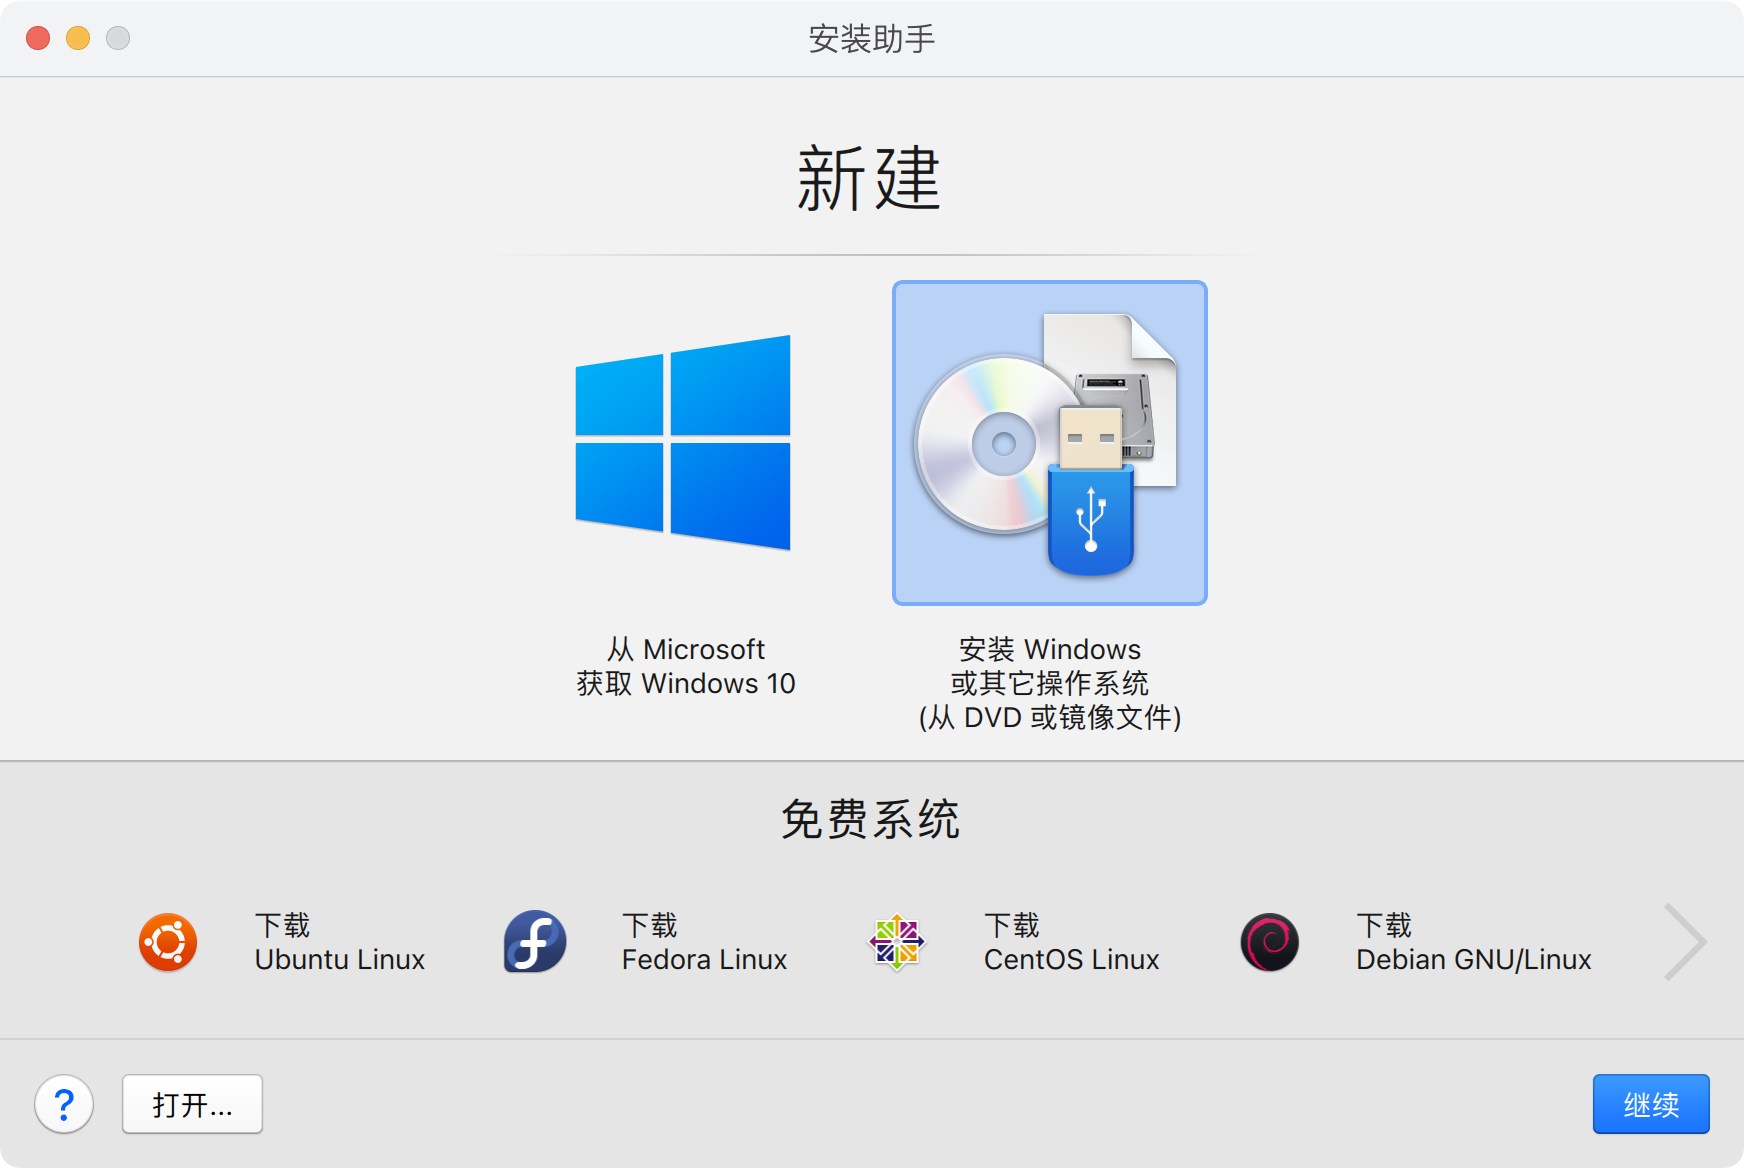 安装助手
新建
从 Microsoft
获取 Windows 10
安装 Windows
或其它操作系统
(从 DVD 或镜像文件)
免费系统
下载
Ubuntu Linux
下载
Fedora Linux
下载
CentOS Linux
下载
Debian GNU/Linux
?
打开...
继续